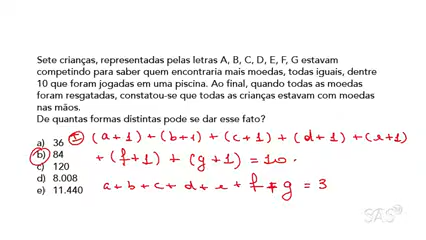 Sete crianças, representadas pelas letras A, B, C, D, E, F, G estavam
competindo para saber quem encontraria mais moedas, todas iguais, dentre
10 que foram jogadas em uma piscina. Ao final, quando todas as moedas
foram resgatadas, constatou-se que todas as crianças estavam com moedas
nas mãos.
De quantas formas distintas pode se dar esse fato?
a) 36
b) 84
c) 120
d) 8.008
e) 11.440
I (a+1) + (b+1) + (c+1) + (d+1) + (e+1)
+ (f+1) + (g+1) = 10.
a+b+c+d+e+f+g = 3
SAS